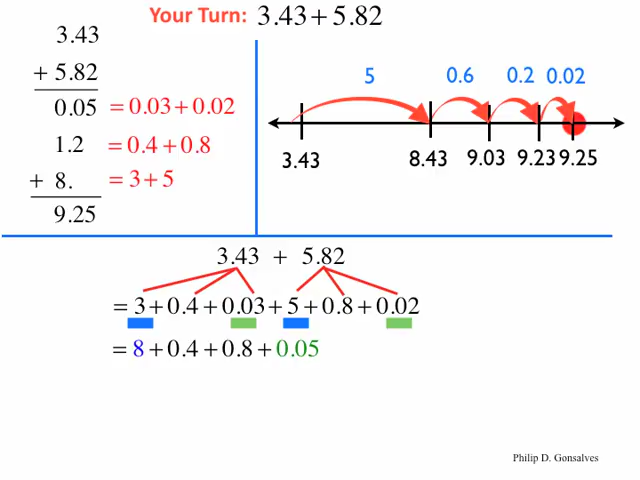 Your Turn: 3.43 + 5.82
3.43
+ 5.82
0.05 = 0.03 + 0.02
1.2 = 0.4 + 0.8
+ 8. = 3 + 5
9.25
5 0.6 0.2 0.02
3.43 8.43 9.03 9.23 9.25
3.43 + 5.82
= 3 + 0.4 + 0.03 + 5 + 0.8 + 0.02
= 8 + 0.4 + 0.8 + 0.05
Philip D. Gonsalves